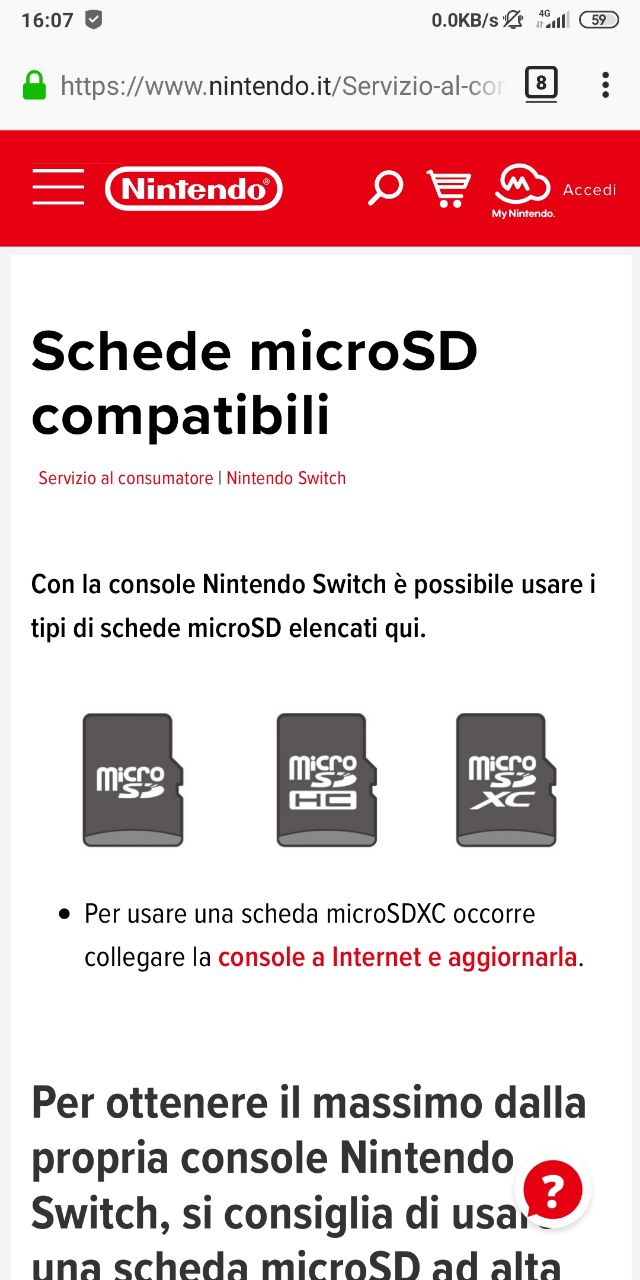 16:07 0.0KB/s 4G 59
https://www.nintendo.it/Servizio-al-con 8
Nintendo® My Nintendo. Accedi
Schede microSD
compatibili
Servizio al consumatore | Nintendo Switch
Con la console Nintendo Switch è possibile usare i
tipi di schede microSD elencati qui.
micro SD
micro SD HC
micro SD XC
• Per usare una scheda microSDXC occorre
collegare la console a Internet e aggiornarla.
Per ottenere il massimo dalla
propria console Nintendo
Switch, si consiglia di usare
una scheda microSD ad alta
?